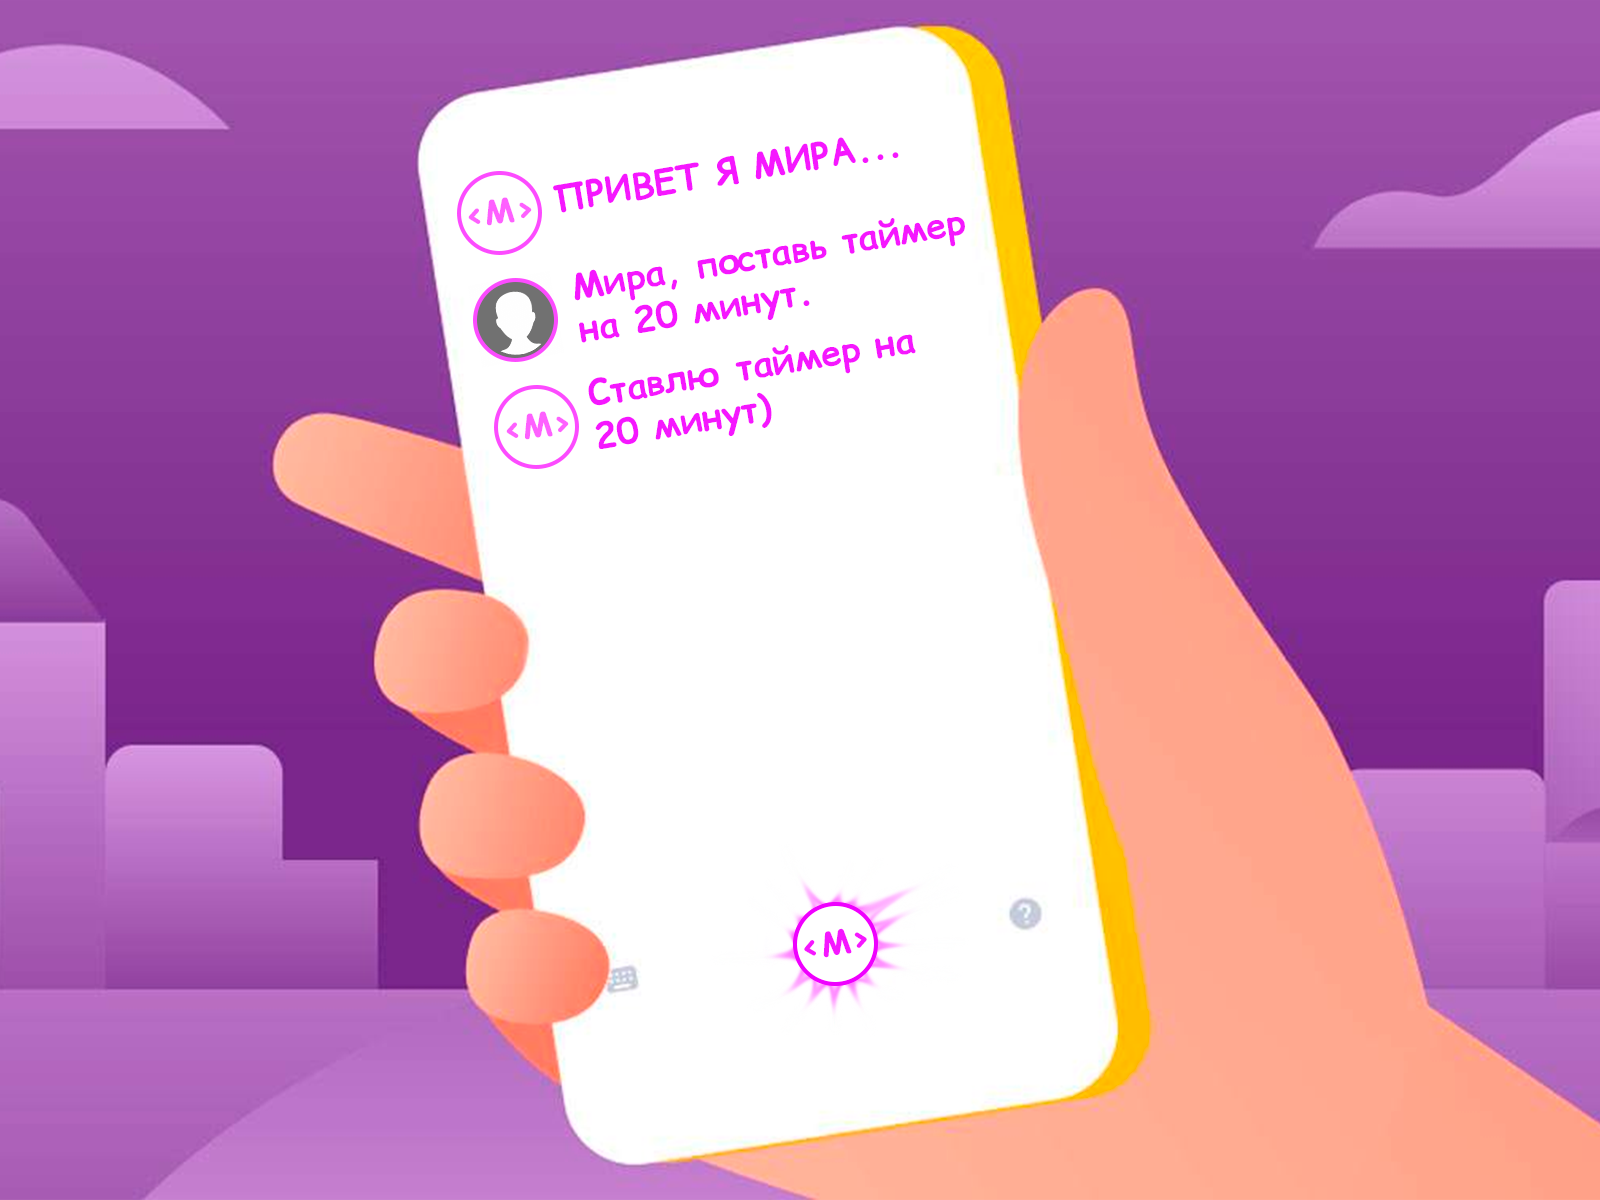 <M> ПРИВЕТ Я МИРА...
Мира, поставь таймер
на 20 минут.
<M> Ставлю таймер на
20 минут)
?
<M>